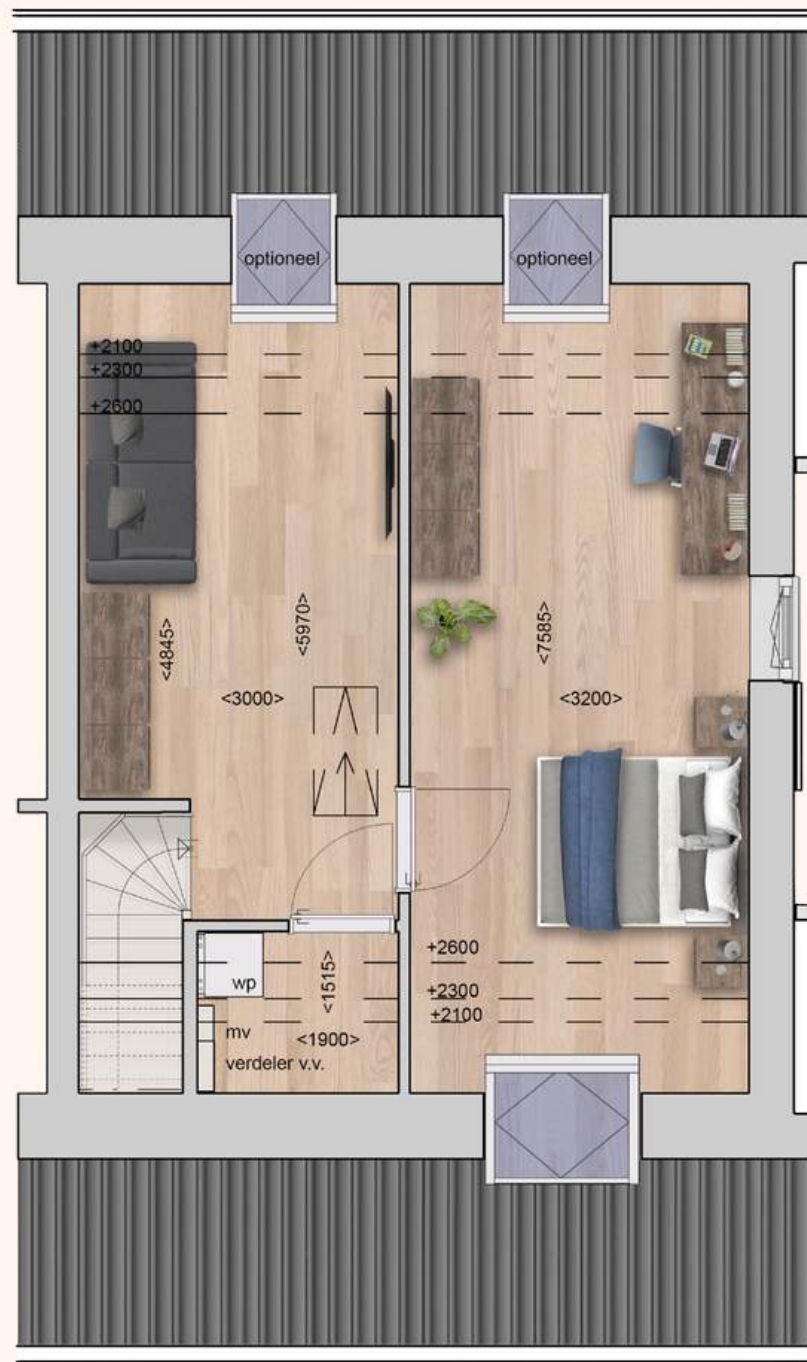 optioneel
optioneel
+2100
+2300
+2600
<4845>
<5970>
<7585>
<3000>
<3200>
+2600
+2300
+2100
wp
<1515>
mv
<1900>
verdeler v.v.